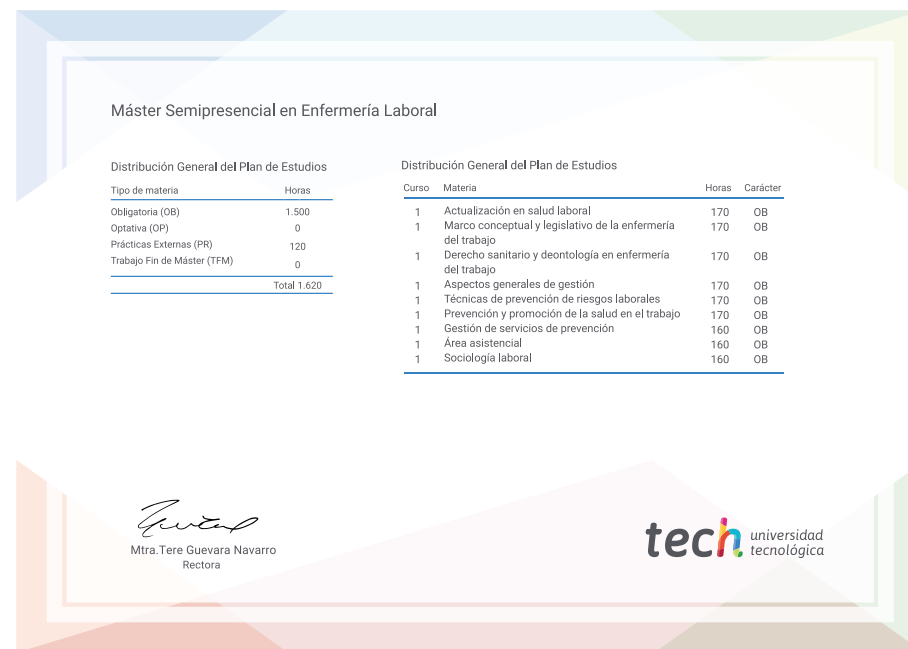 Máster Semipresencial en Enfermería Laboral
Distribución General del Plan de Estudios
Tipo de materia Horas
Obligatoria (OB) 1.500
Optativa (OP) 0
Prácticas Externas (PR) 120
Trabajo Fin de Máster (TFM) 0
Total 1.620
Distribución General del Plan de Estudios
Curso Materia Horas Carácter
1 Actualización en salud laboral 170 OB
1 Marco conceptual y legislativo de la enfermería 170 OB
del trabajo
1 Derecho sanitario y deontología en enfermería 170 OB
del trabajo
1 Aspectos generales de gestión 170 OB
1 Técnicas de prevención de riesgos laborales 170 OB
1 Prevención y promoción de la salud en el trabajo 170 OB
1 Gestión de servicios de prevención 160 OB
1 Área asistencial 160 OB
1 Sociología laboral 160 OB
Mtra.Tere Guevara Navarro
Rectora
tech universidad
tecnológica